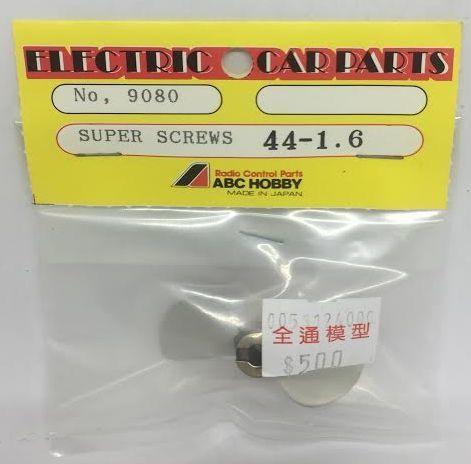 ELECTRIC CAR PARTS
No, 9080
SUPER SCREWS 44-1.6
Radio Control Parts
ABC HOBBY
MADE IN JAPAN
全通模型
$500